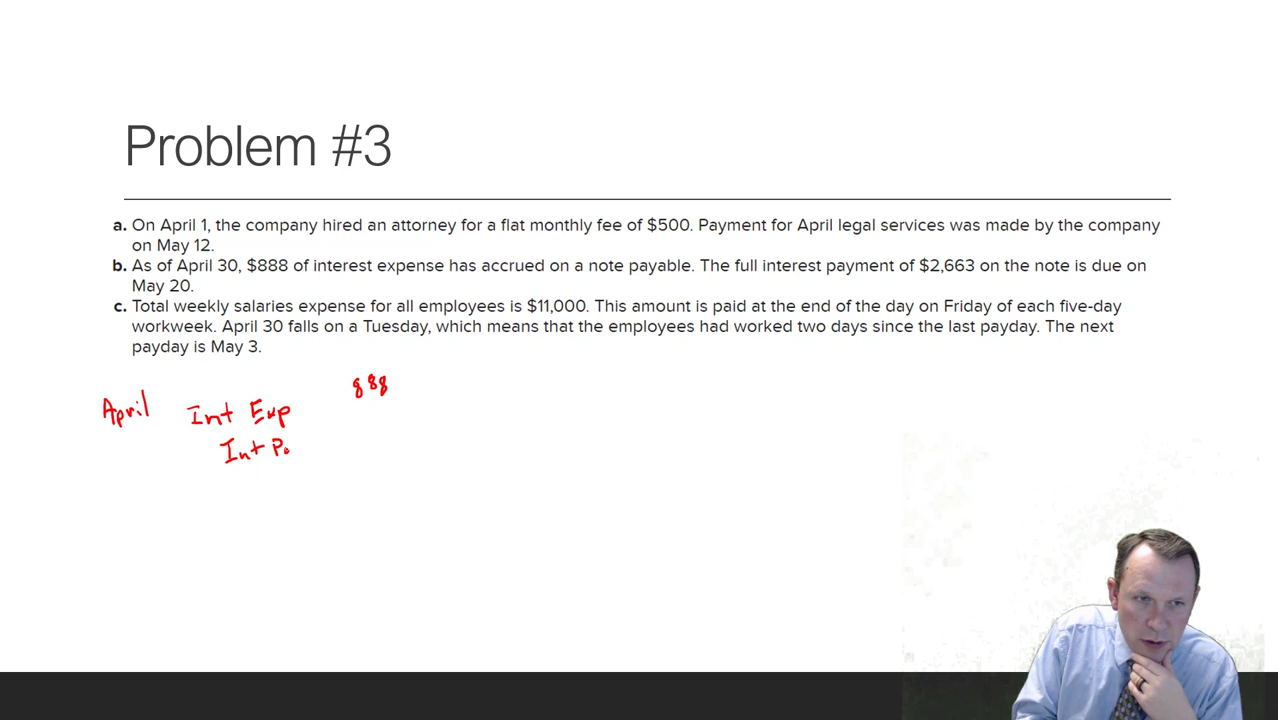 Problem #3
a. On April 1, the company hired an attorney for a flat monthly fee of $500. Payment for April legal services was made by the company
on May 12.
b. As of April 30, $888 of interest expense has accrued on a note payable. The full interest payment of $2,663 on the note is due on
May 20.
c. Total weekly salaries expense for all employees is $11,000. This amount is paid at the end of the day on Friday of each five-day
workweek. April 30 falls on a Tuesday, which means that the employees had worked two days since the last payday. The next
payday is May 3.
888
April Int Exp
Int Pa